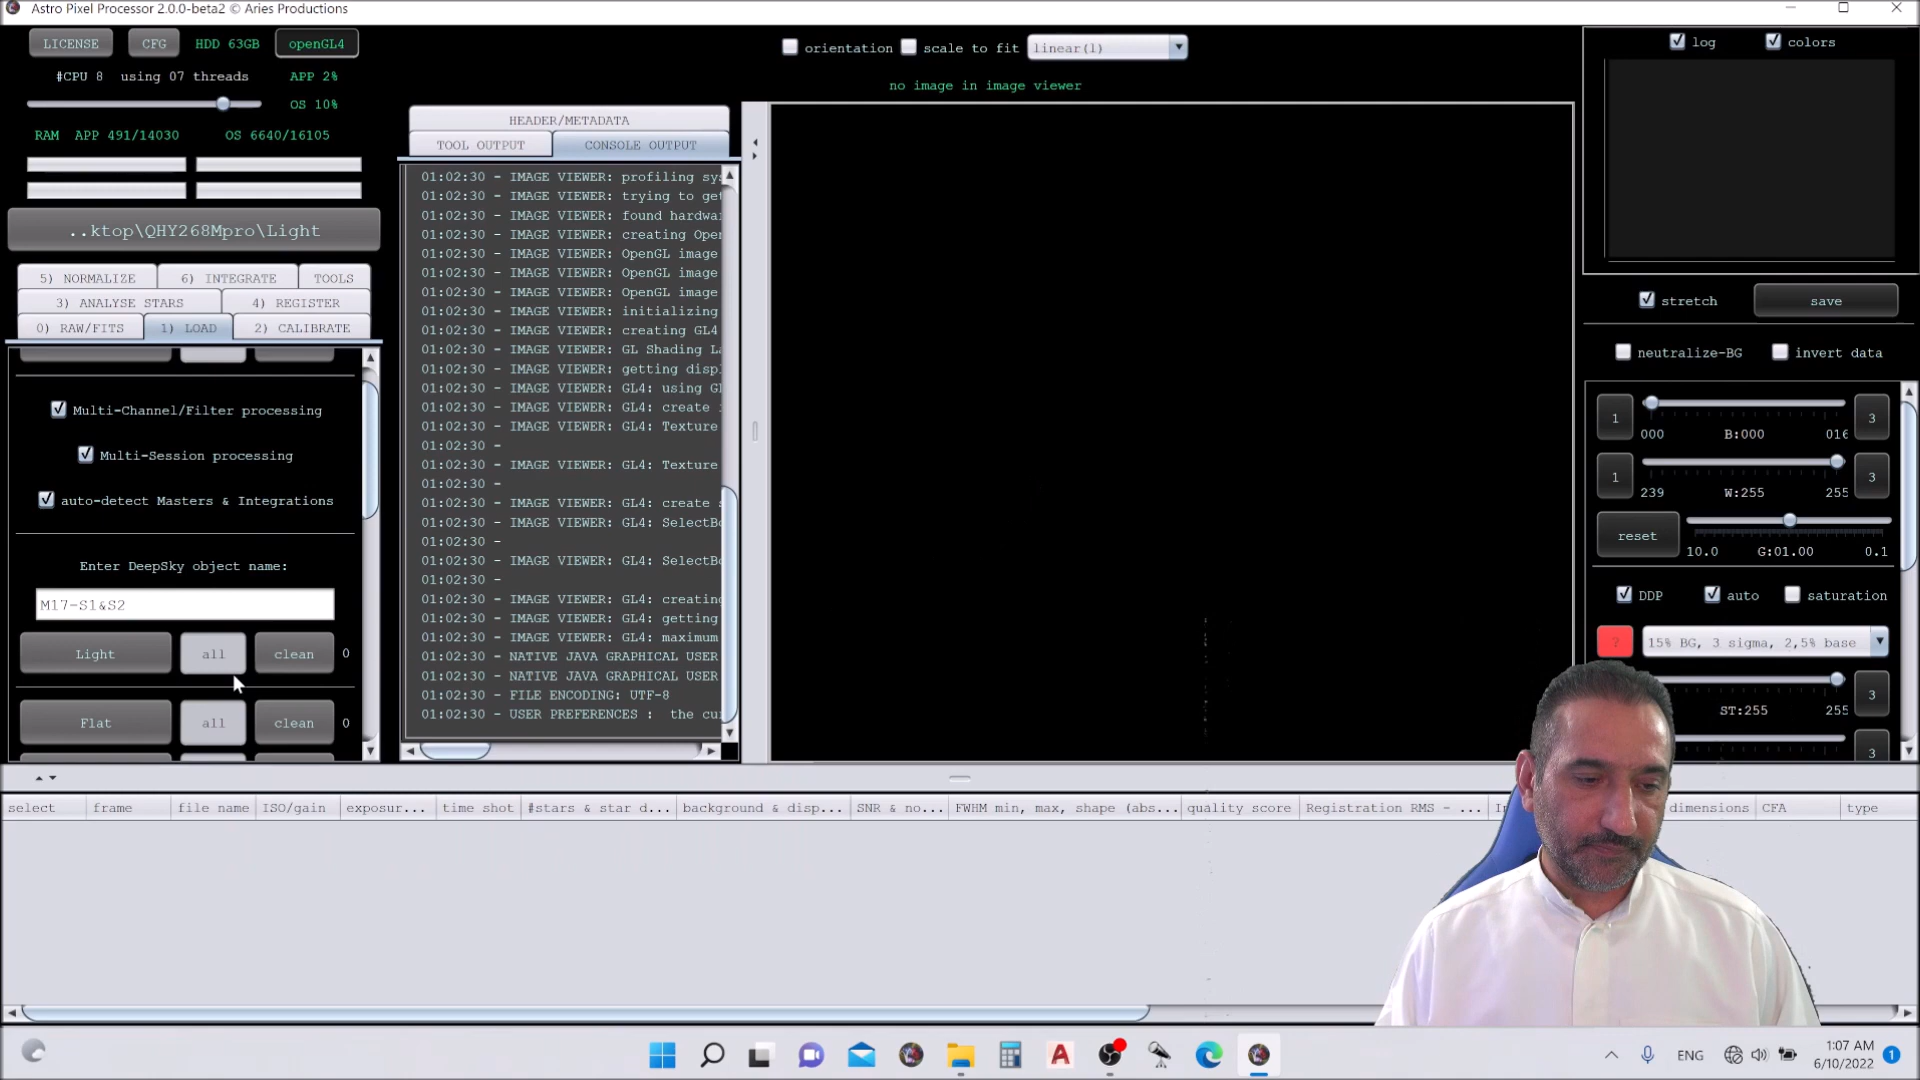 Astro Pixel Processor 2.0.0-beta2 © Aries Productions
LICENSE CFG HDD 63GB openGL4
#CPU 8 using 07 threads APP 2%
OS 10%
RAM APP 491/14030 OS 6640/16105
..ktop\QHY268Mpro\Light
5) NORMALIZE 6) INTEGRATE TOOLS
3) ANALYSE STARS 4) REGISTER
0) RAW/FITS 1) LOAD 2) CALIBRATE
Multi-Channel/Filter processing
Multi-Session processing
auto-detect Masters & Integrations
Enter DeepSky object name:
M17-S1&S2
Light all clean 0
Flat all clean 0
HEADER/METADATA
TOOL OUTPUT CONSOLE OUTPUT
01:02:30 - IMAGE VIEWER: profiling sys
01:02:30 - IMAGE VIEWER: trying to get
01:02:30 - IMAGE VIEWER: found hardwa
01:02:30 - IMAGE VIEWER: creating Open
01:02:30 - IMAGE VIEWER: OpenGL image
01:02:30 - IMAGE VIEWER: OpenGL image
01:02:30 - IMAGE VIEWER: OpenGL image
01:02:30 - IMAGE VIEWER: initializing
01:02:30 - IMAGE VIEWER: creating GL4
01:02:30 - IMAGE VIEWER: GL Shading La
01:02:30 - IMAGE VIEWER: getting disp
01:02:30 - IMAGE VIEWER: GL4: using G
01:02:30 - IMAGE VIEWER: GL4: create
01:02:30 - IMAGE VIEWER: GL4: Texture
01:02:30 -
01:02:30 - IMAGE VIEWER: GL4: Texture
01:02:30 -
01:02:30 - IMAGE VIEWER: GL4: create s
01:02:30 - IMAGE VIEWER: GL4: SelectBo
01:02:30 -
01:02:30 - IMAGE VIEWER: GL4: SelectBo
01:02:30 -
01:02:30 - IMAGE VIEWER: GL4: creating
01:02:30 - IMAGE VIEWER: GL4: getting
01:02:30 - IMAGE VIEWER: GL4: maximum
01:02:30 - NATIVE JAVA GRAPHICAL USER
01:02:30 - NATIVE JAVA GRAPHICAL USER
01:02:30 - FILE ENCODING: UTF-8
01:02:30 - USER PREFERENCES : the cu
orientation scale to fit linear(1)
no image in image viewer
log colors
stretch save
neutralize-BG invert data
1 3
000 B:000 016
1 3
239 W:255 255
reset 10.0 G:01.00 0.1
DDP auto saturation
? 15% BG, 3 sigma, 2,5% base
3
ST:255 255
3
select frame file name ISO/gain exposur... time shot #stars & star d... background & disp... SNR & no... FWHM min, max, shape (abs... quality score Registration RMS - ... dimensions CFA type
ENG 1:07 AM 1
6/10/2022